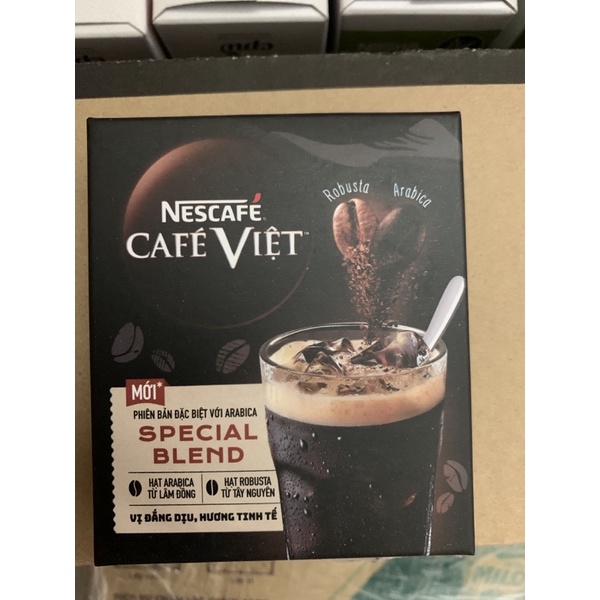 Robusta Arabica
NESCAFÉ
CAFÉ VIỆT™
MỚI*
PHIÊN BẢN ĐẶC BIỆT VỚI ARABICA
SPECIAL
BLEND
HẠT ARABICA
TỪ LÂM ĐỒNG
HẠT ROBUSTA
TỪ TÂY NGUYÊN
VỊ ĐẮNG DỊU, HƯƠNG TINH TẾ